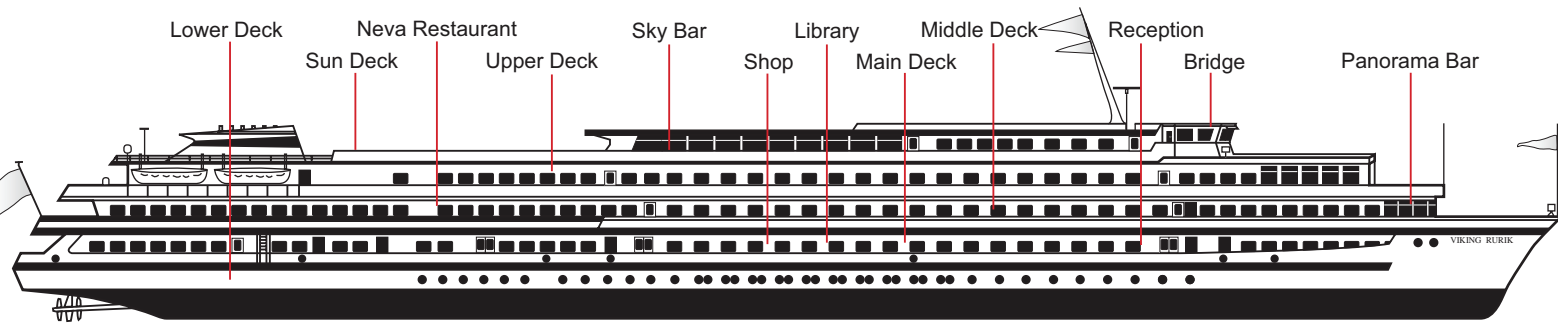 Lower Deck
Neva Restaurant
Sky Bar
Library
Middle Deck
Reception
Sun Deck
Upper Deck
Shop
Main Deck
Bridge
Panorama Bar
VIKING RURIK